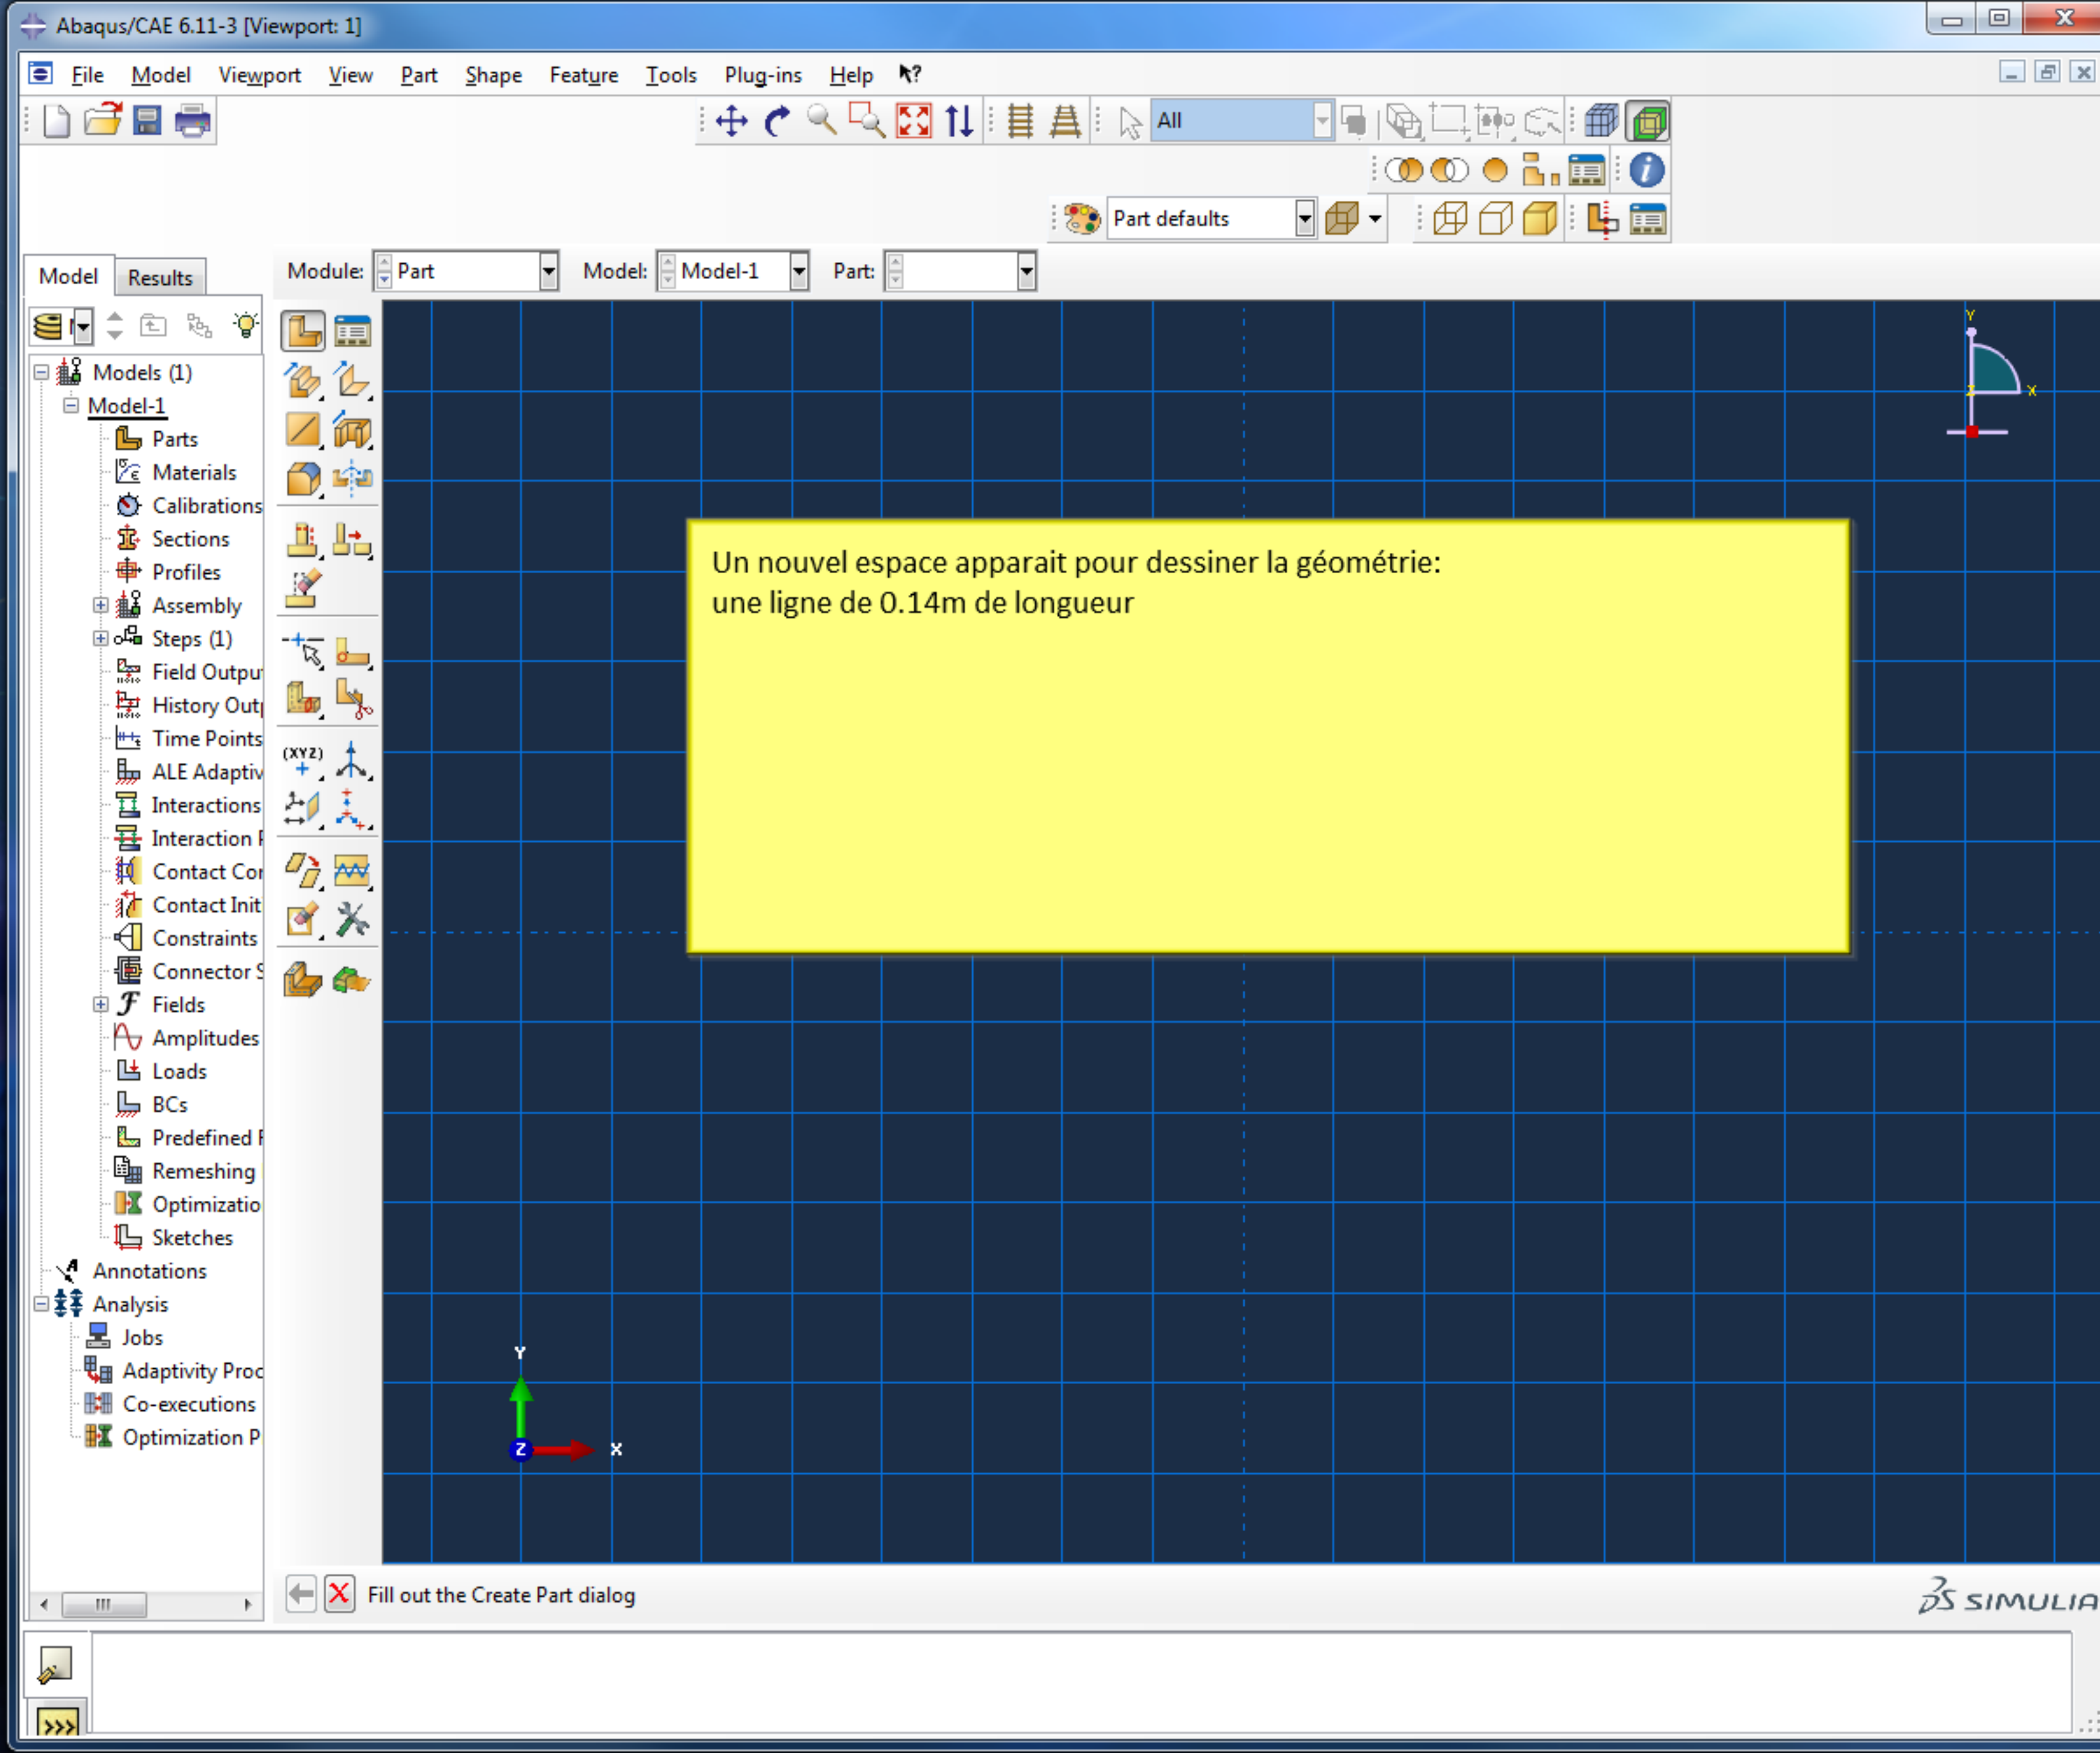 Abaqus/CAE 6.11-3 [Viewport: 1]
File Model Viewport View Part Shape Feature Tools Plug-ins Help
All
Part defaults
Model Results
Module: Part Model: Model-1 Part:
Models (1)
Model-1
Parts
Materials
Calibrations
Sections
Profiles
Assembly
Steps (1)
Field Outpu
History Out
Time Points
ALE Adaptiv
Interactions
Interaction
Contact Cor
Contact Init
Constraints
Connector S
Fields
Amplitudes
Loads
BCs
Predefined
Remeshing
Optimizatio
Sketches
Annotations
Analysis
Jobs
Adaptivity Proc
Co-executions
Optimization P
(XYZ)
Y
Z X
Un nouvel espace apparait pour dessiner la géométrie:
une ligne de 0.14m de longueur
Y
Z X
Fill out the Create Part dialog
SIMULIA
>>>